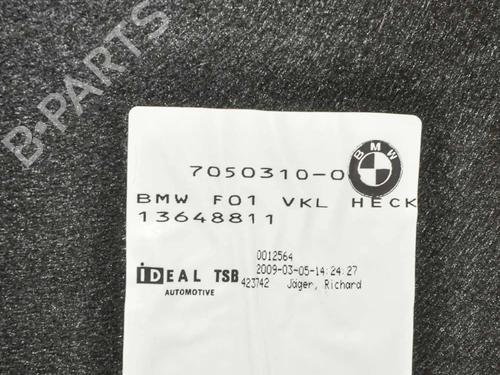 B-PARTS
7050310-0
BMW
BMW F01 VKL HECK
13648811
0012564
2009-03-05-14:24:27
IDEAL TSB
423742 Jäger, Richard
AUTOMOTIVE